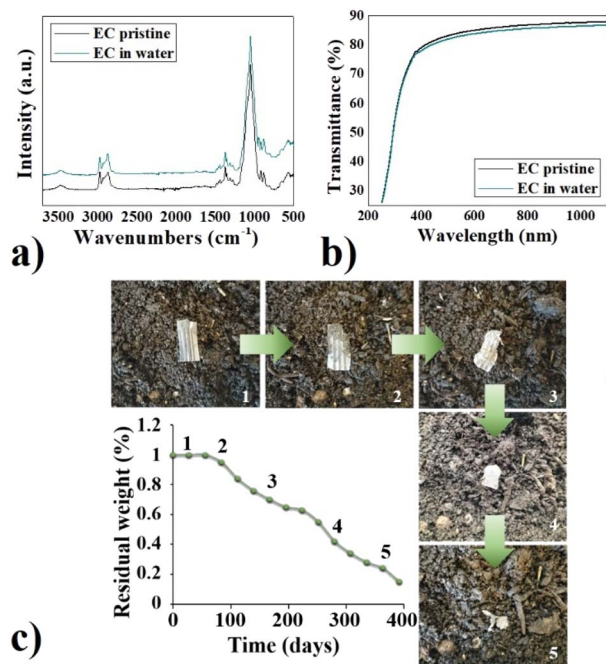 EC pristine
EC in water
Intensity (a.u.)
3500 3000 2500 2000 1500 1000 500
Wavenumbers (cm⁻¹)
a)
90
80
70
60
50
40
30
Transmittance (%)
EC pristine
EC in water
200 400 600 800 1000
Wavelength (nm)
b)
1
2
3
4
5
1.2
1
0.8
0.6
0.4
0.2
0
Residual weight (%)
1
2
3
4
5
0 100 200 300 400
Time (days)
c)